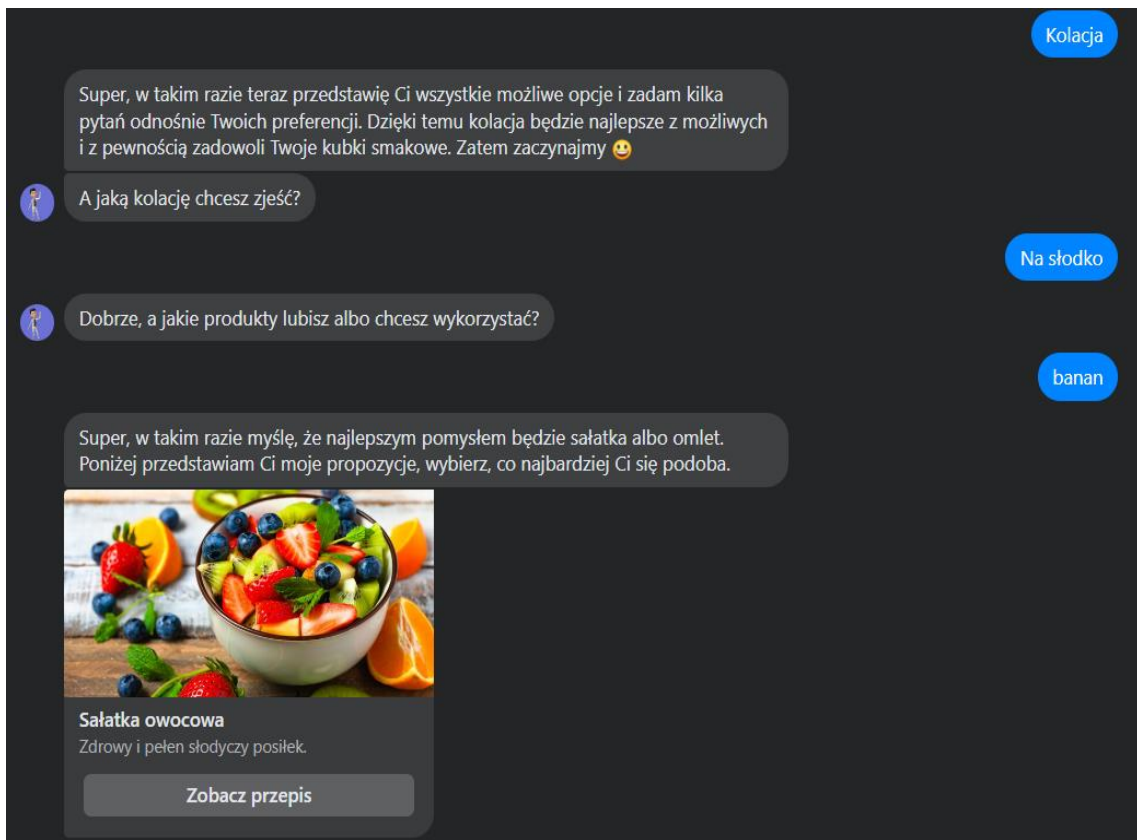 Kolacja
Super, w takim razie teraz przedstawię Ci wszystkie możliwe opcje i zadam kilka
pytań odnośnie Twoich preferencji. Dzięki temu kolacja będzie najlepsze z możliwych
i z pewnością zadowoli Twoje kubki smakowe. Zatem zaczynajmy 😃
A jaką kolację chcesz zjeść?
Na słodko
Dobrze, a jakie produkty lubisz albo chcesz wykorzystać?
banan
Super, w takim razie myślę, że najlepszym pomysłem będzie sałatka albo omlet.
Poniżej przedstawiam Ci moje propozycje, wybierz, co najbardziej Ci się podoba.
Sałatka owocowa
Zdrowy i pełen słodyczy posiłek.
Zobacz przepis